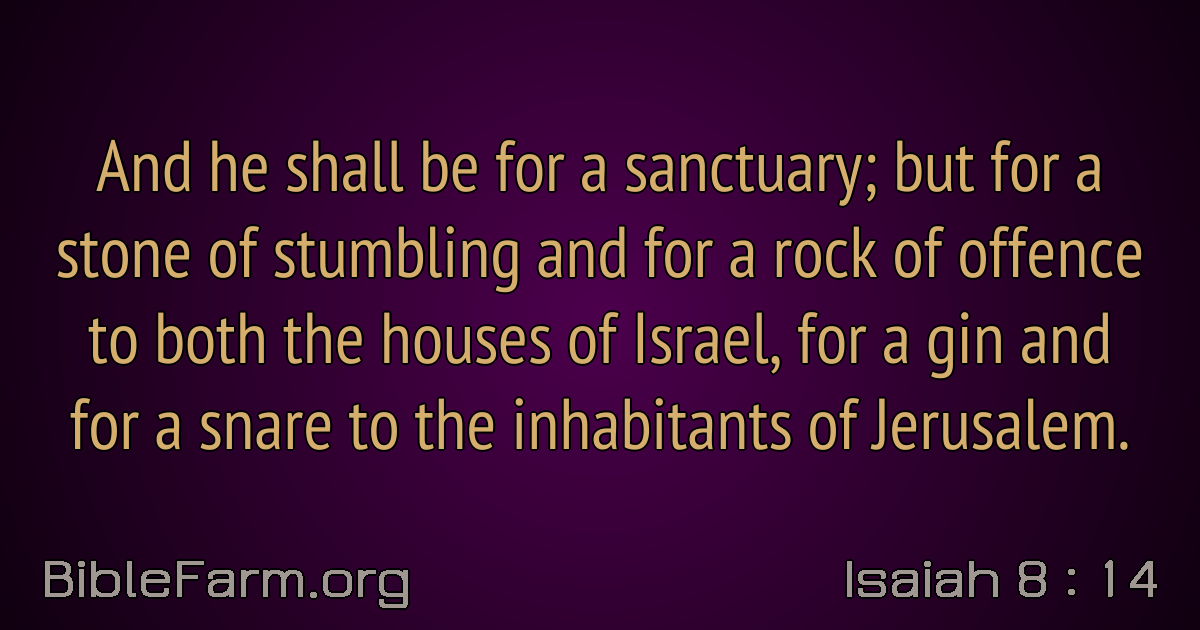 And he shall be for a sanctuary; but for a
stone of stumbling and for a rock of offence
to both the houses of Israel, for a gin and
for a snare to the inhabitants of Jerusalem.
BibleFarm.org
Isaiah 8 : 14